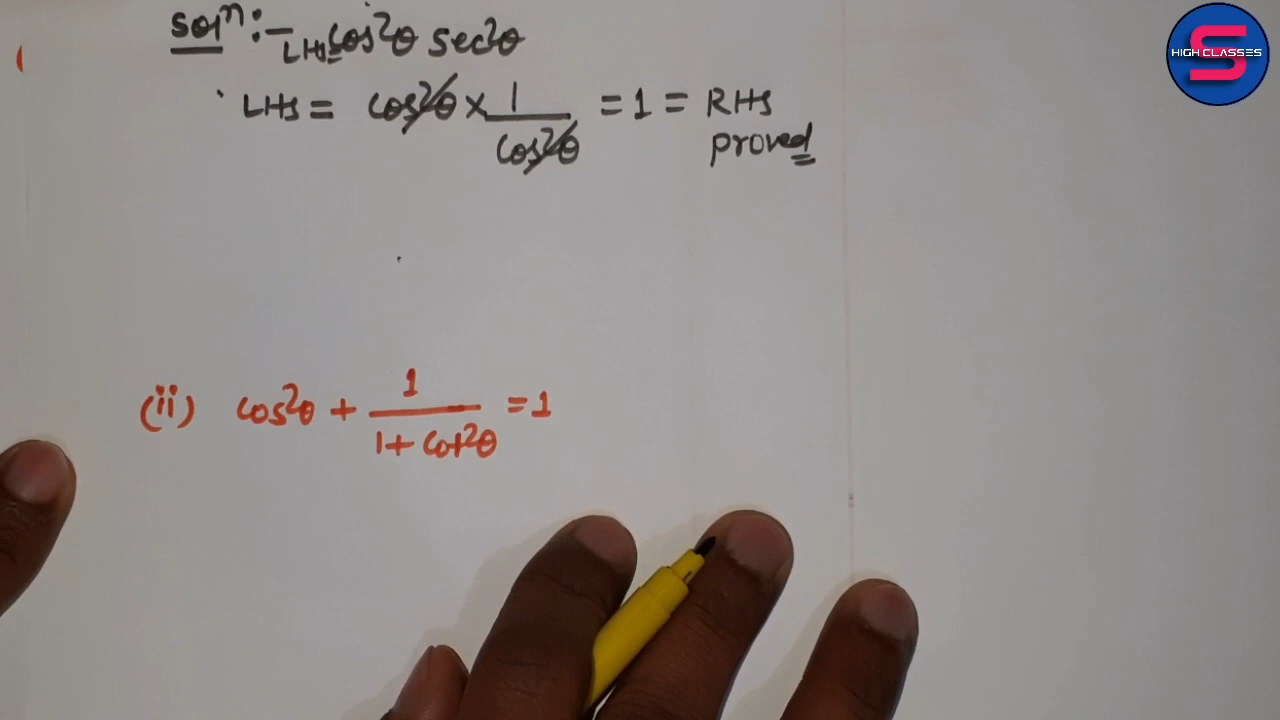 Solⁿ:-
LHS cos²θ sec²θ
LHS = cos²θ × 1/cos²θ = 1 = RHS
proved
(ii) cos²θ + 1/(1 + cot²θ) = 1
S
HIGH CLASSES